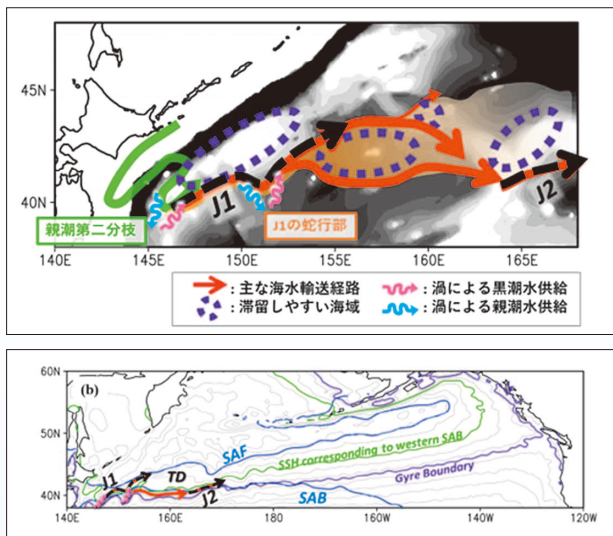 45N
40N
親潮第二分枝
J1
J1の蛇行部
J2
140E 145E 150E 155E 160E 165E
: 主な海水輸送経路 : 渦による黒潮水供給
: 滞留しやすい海域 : 渦による親潮水供給
60N
(b)
50N
SAF
SSH corresponding to western SAB
J1
TD
J2
Gyre Boundary
SAB
40N
140E 160E 180 160W 140W 120W